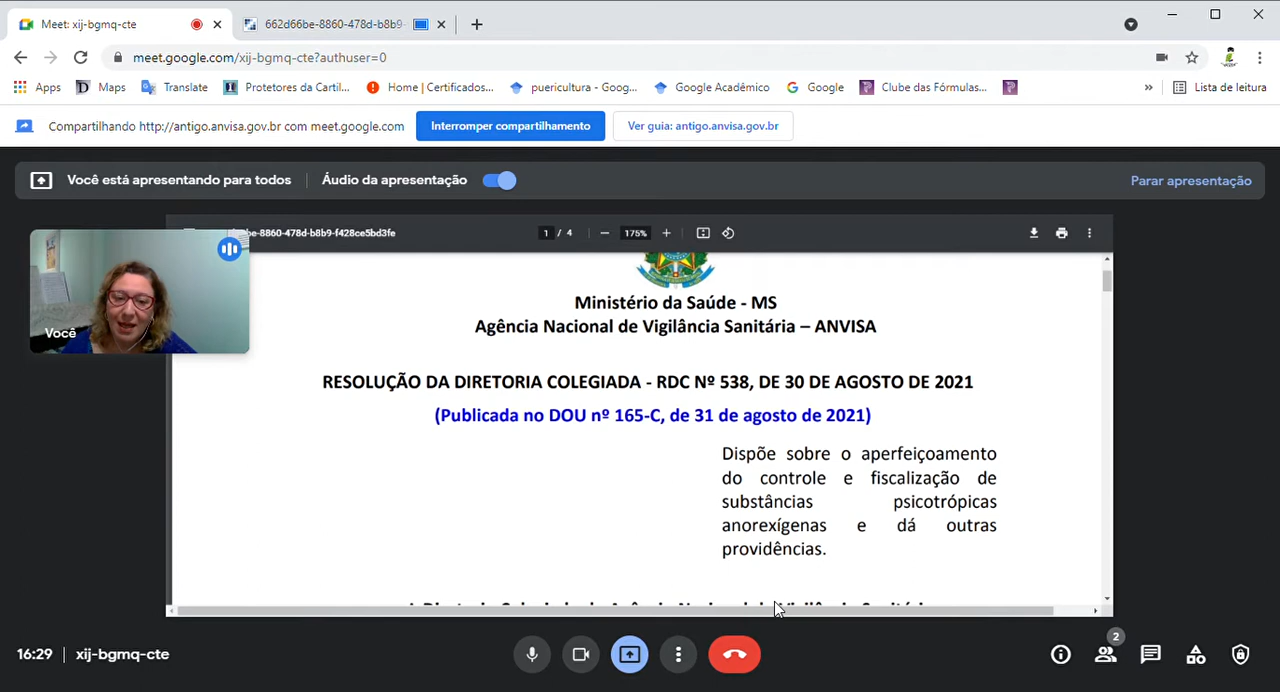 Meet: xij-bgmq-cte
662d66be-8860-478d-b8b9
meet.google.com/xij-bgmq-cte?authuser=0
Apps
Maps
Translate
Protetores da Cartil...
Home | Certificados...
puericultura - Goog...
Google Acadêmico
Google
Clube das Fórmulas...
Lista de leitura
Compartilhando http://antigo.anvisa.gov.br com meet.google.com
Interromper compartilhamento
Ver guia: antigo.anvisa.gov.br
Você está apresentando para todos
Áudio da apresentação
Parar apresentação
be-8860-478d-b8b9-f428ce5bd3fe
1 / 4
175%
Você
Ministério da Saúde - MS
Agência Nacional de Vigilância Sanitária – ANVISA
RESOLUÇÃO DA DIRETORIA COLEGIADA - RDC Nº 538, DE 30 DE AGOSTO DE 2021
(Publicada no DOU nº 165-C, de 31 de agosto de 2021)
Dispõe sobre o aperfeiçoamento
do controle e fiscalização de
substâncias psicotrópicas
anorexígenas e dá outras
providências.
16:29
xij-bgmq-cte
2